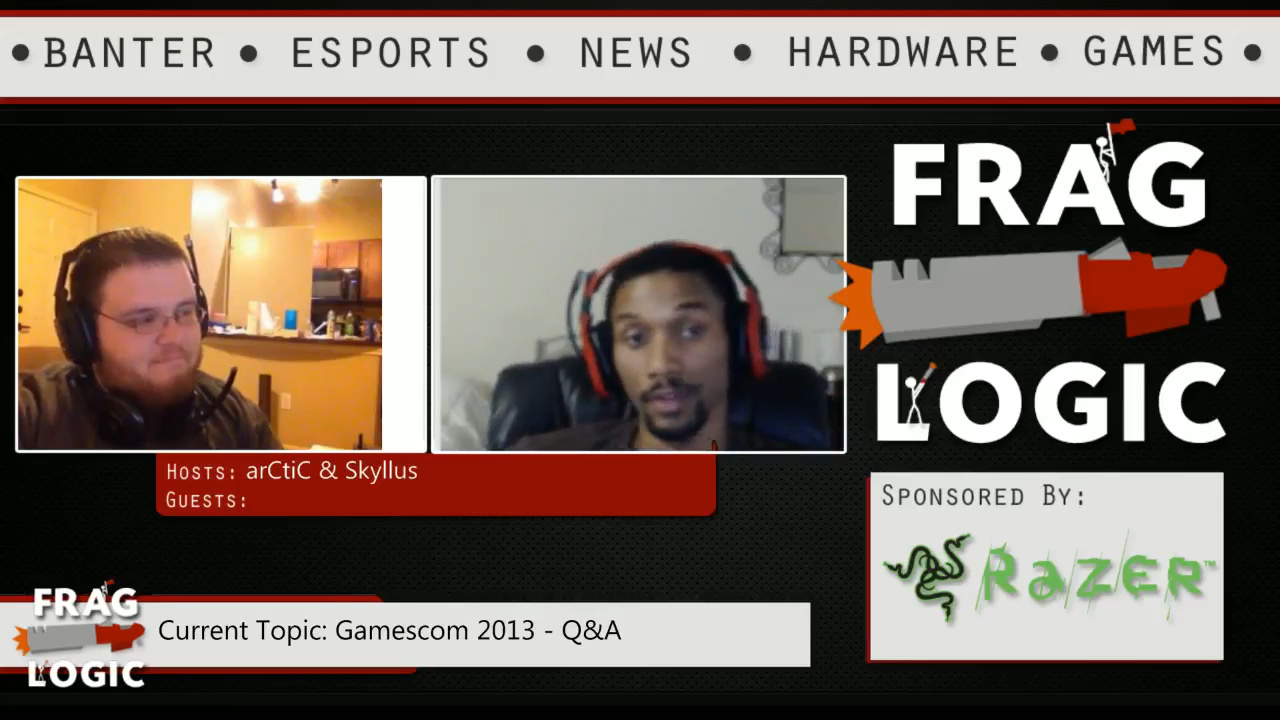 • BANTER • ESPORTS • NEWS • HARDWARE • GAMES •
FRAG
LOGIC
HOSTS: arCtiC & Skyllus
GUESTS:
SPONSORED BY:
RAZER™
FRAG
LOGIC
Current Topic: Gamescom 2013 - Q&A